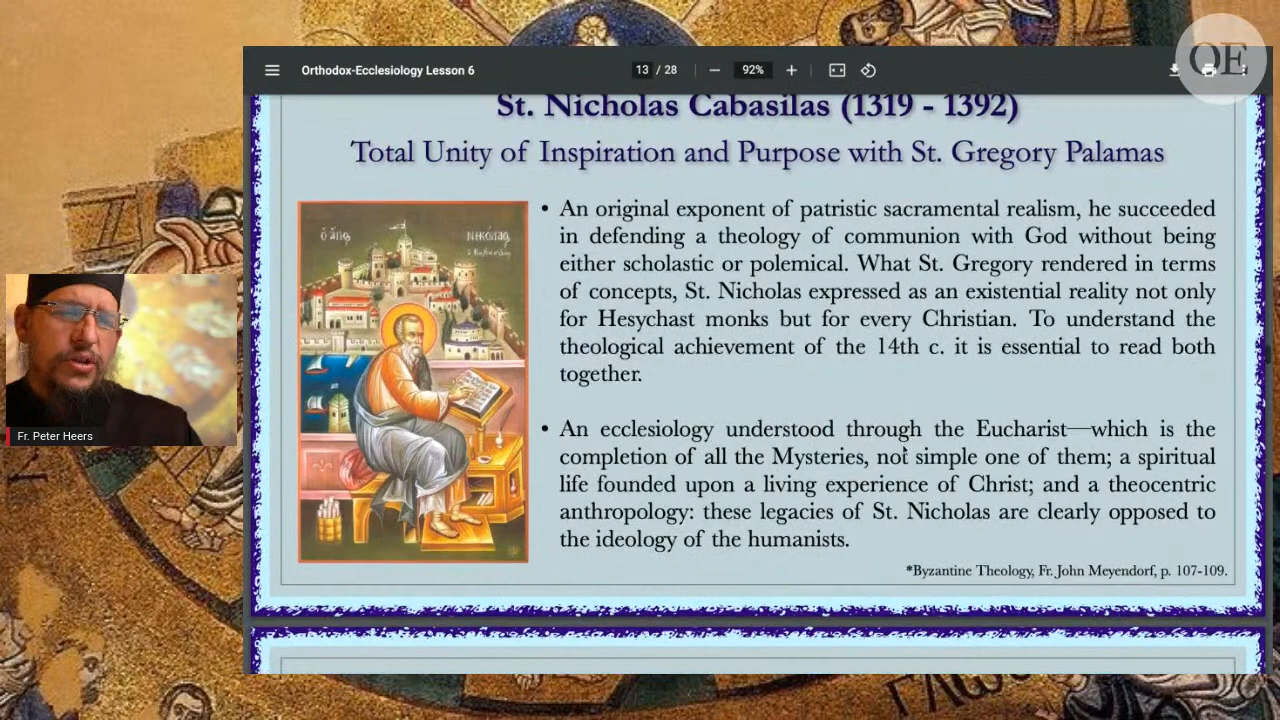 OE
Orthodox-Ecclesiology Lesson 6
13 / 28
92%
St. Nicholas Cabasilas (1319 - 1392)
Total Unity of Inspiration and Purpose with St. Gregory Palamas
ὁ ἅγιος
ΝΙΚΌΛΑΟς
• An original exponent of patristic sacramental realism, he succeeded
in defending a theology of communion with God without being
either scholastic or polemical. What St. Gregory rendered in terms
of concepts, St. Nicholas expressed as an existential reality not only
for Hesychast monks but for every Christian. To understand the
theological achievement of the 14th c. it is essential to read both
together.
• An ecclesiology understood through the Eucharist—which is the
completion of all the Mysteries, not simple one of them; a spiritual
life founded upon a living experience of Christ; and a theocentric
anthropology: these legacies of St. Nicholas are clearly opposed to
the ideology of the humanists.
*Byzantine Theology, Fr. John Meyendorf, p. 107-109.
Fr. Peter Heers